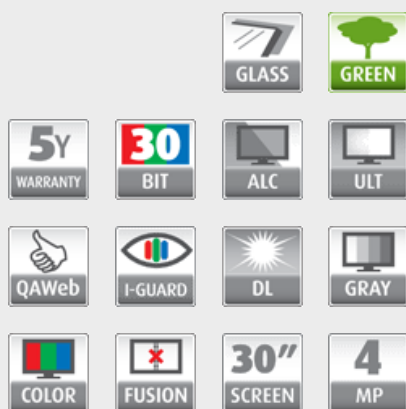 GLASS
GREEN
5Y
WARRANTY
30
BIT
ALC
ULT
QAWeb
I-GUARD
DL
GRAY
COLOR
FUSION
30"
SCREEN
4
MP